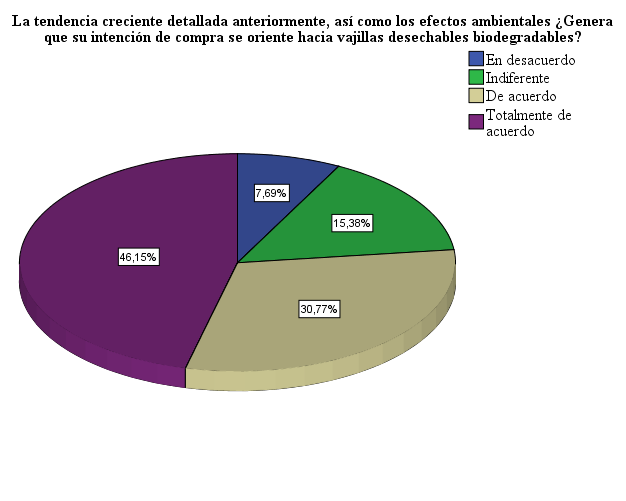 La tendencia creciente detallada anteriormente, así como los efectos ambientales ¿Genera
que su intención de compra se oriente hacia vajillas desechables biodegradables?
En desacuerdo
Indiferente
De acuerdo
Totalmente de
acuerdo
7,69%
15,38%
46,15%
30,77%